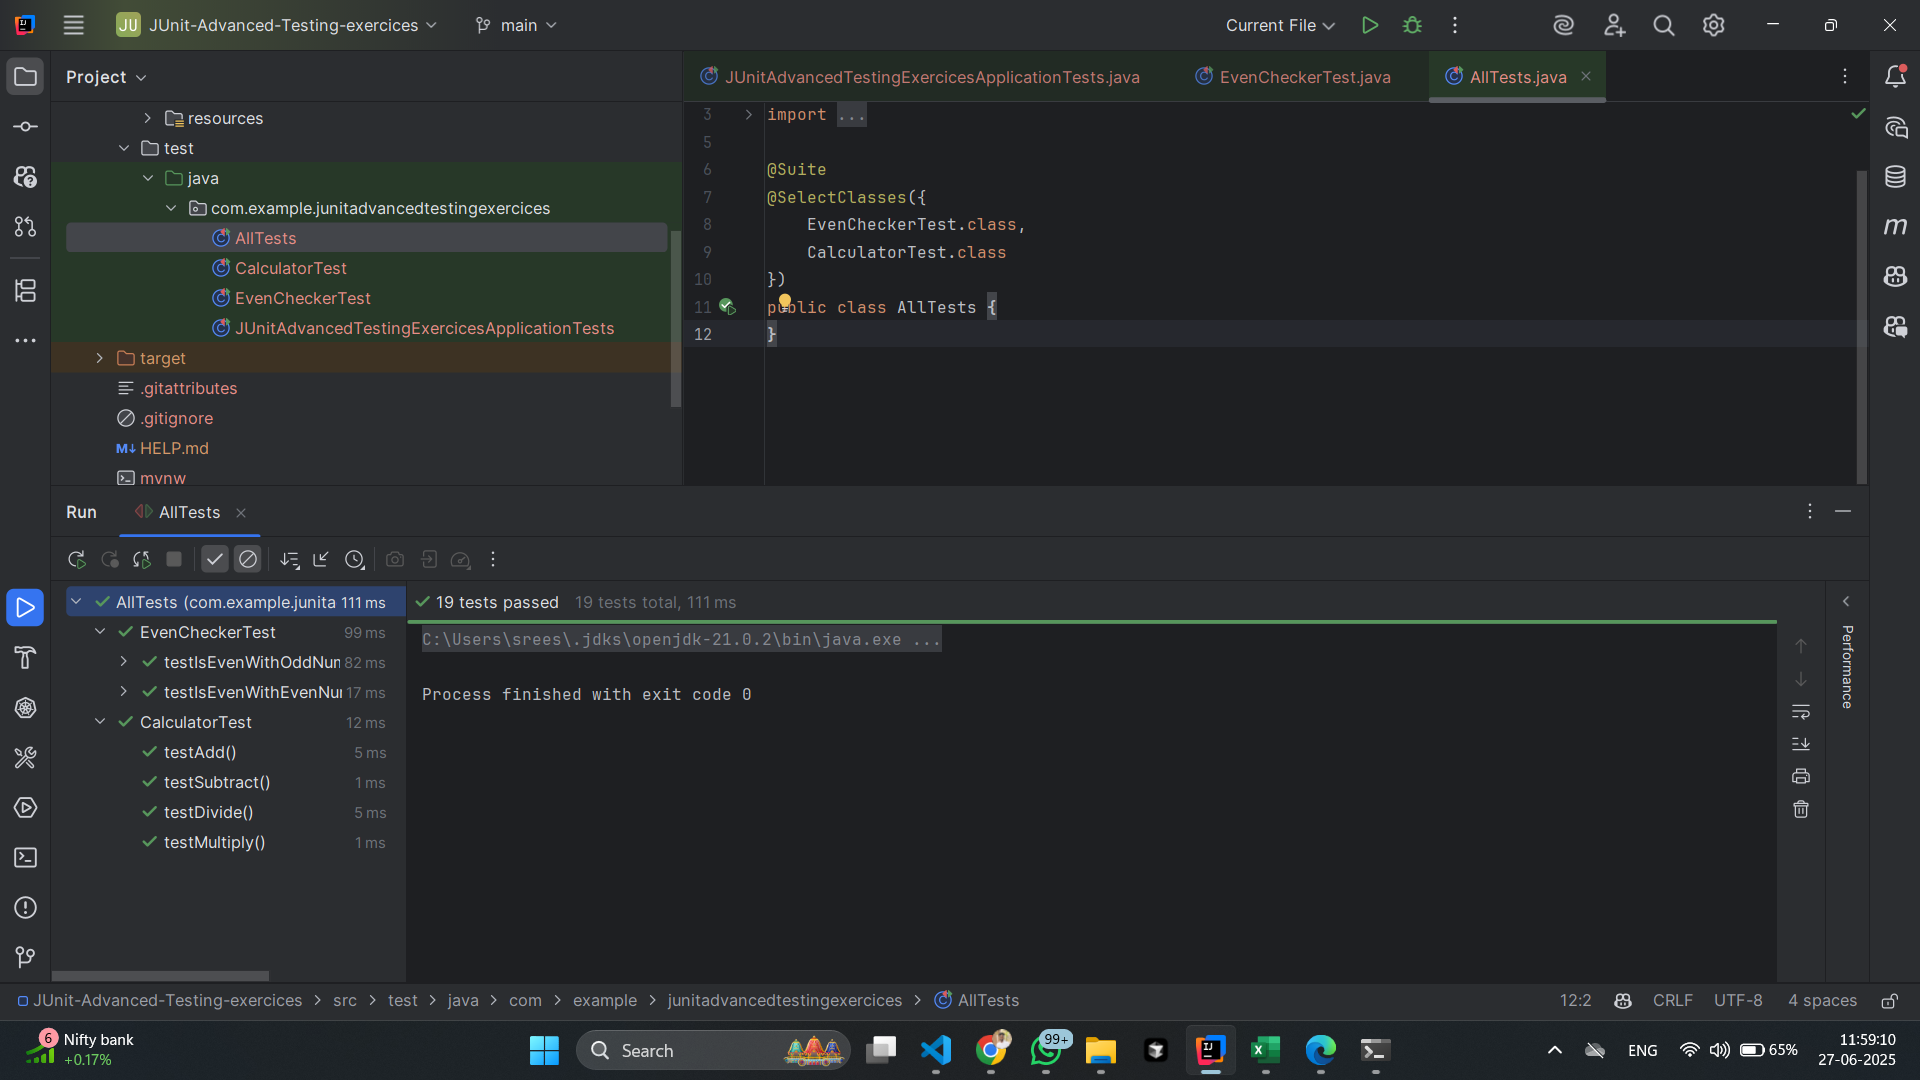 JU JUnit-Advanced-Testing-exercices main Current File
Project
resources
test
java
com.example.junitadvancedtestingexercices
AllTests
CalculatorTest
EvenCheckerTest
JUnitAdvancedTestingExercicesApplicationTests
target
.gitattributes
.gitignore
M↓ HELP.md
mvnw
JUnitAdvancedTestingExercicesApplicationTests.java EvenCheckerTest.java AllTests.java
3 import ...
5
6 @Suite
7 @SelectClasses({
8 EvenCheckerTest.class,
9 CalculatorTest.class
10 })
11 public class AllTests {
12 }
Run AllTests
AllTests (com.example.junita 111 ms
EvenCheckerTest 99 ms
testIsEvenWithOddNum 82 ms
testIsEvenWithEvenNu 17 ms
CalculatorTest 12 ms
testAdd() 5 ms
testSubtract() 1 ms
testDivide() 5 ms
testMultiply() 1 ms
19 tests passed 19 tests total, 111 ms
C:\Users\srees\.jdks\openjdk-21.0.2\bin\java.exe ...
Process finished with exit code 0
Performance
JUnit-Advanced-Testing-exercices > src > test > java > com > example > junitadvancedtestingexercices > AllTests
12:2 CRLF UTF-8 4 spaces
6 Nifty bank
+0.17%
Search
99+
ENG
65%
11:59:10
27-06-2025